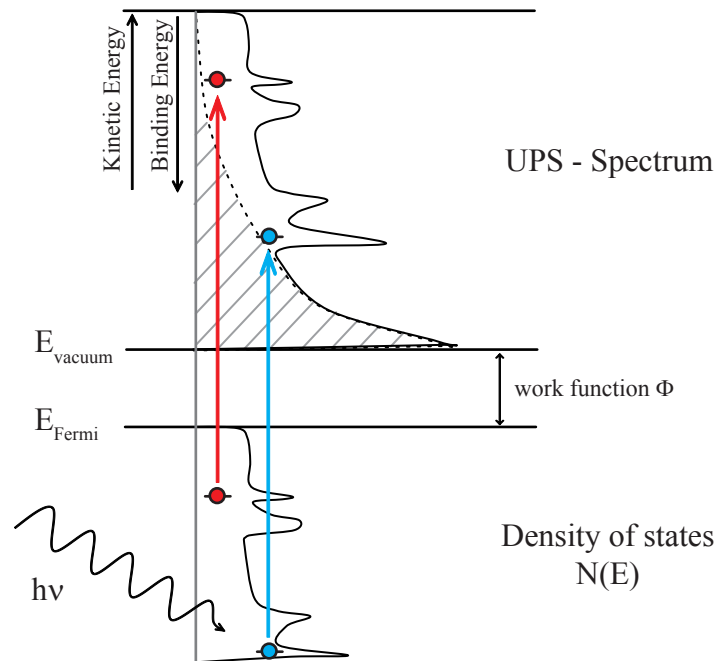 Kinetic Energy
Binding Energy
UPS - Spectrum
E_vacuum
work function Φ
E_Fermi
Density of states
N(E)
hν